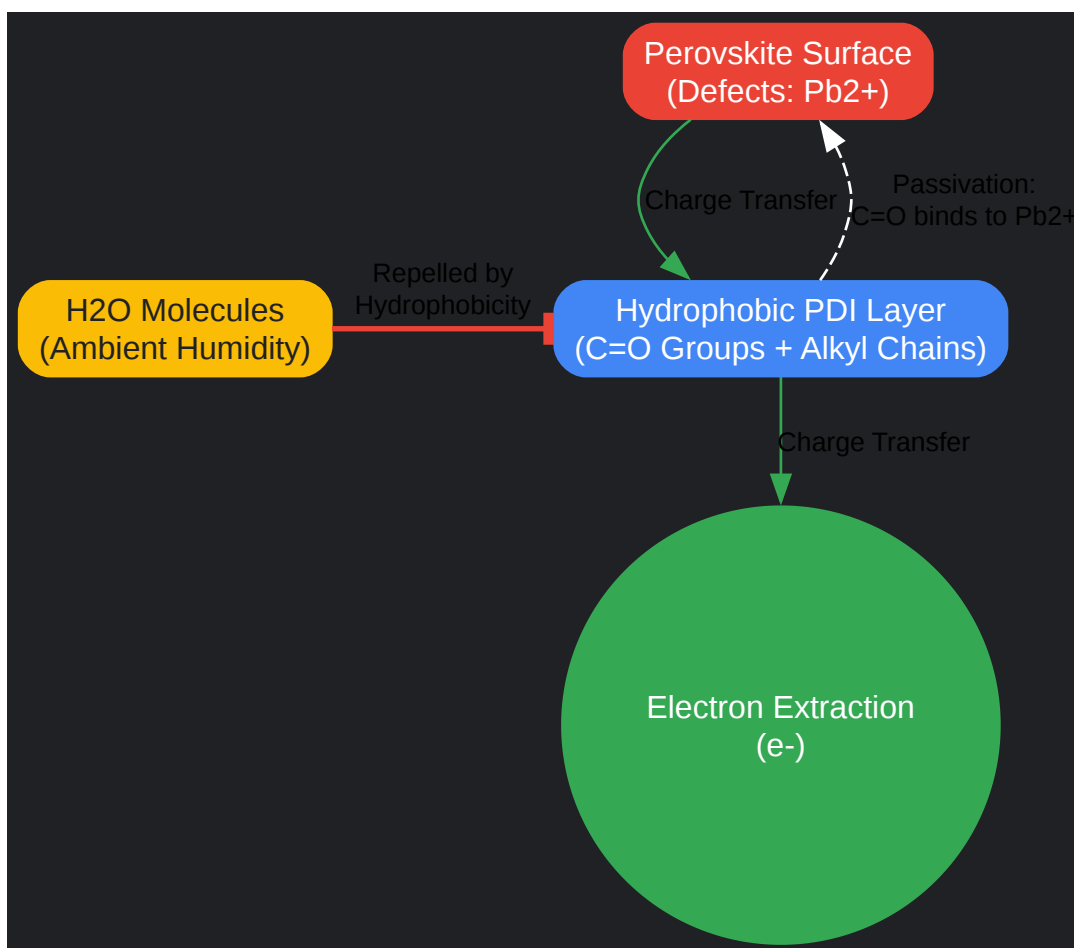 Perovskite Surface
(Defects: Pb2+)
Charge Transfer
Passivation:
C=O binds to Pb2+
Repelled by
Hydrophobicity
H2O Molecules
(Ambient Humidity)
Hydrophobic PDI Layer
(C=O Groups + Alkyl Chains)
Charge Transfer
Electron Extraction
(e-)